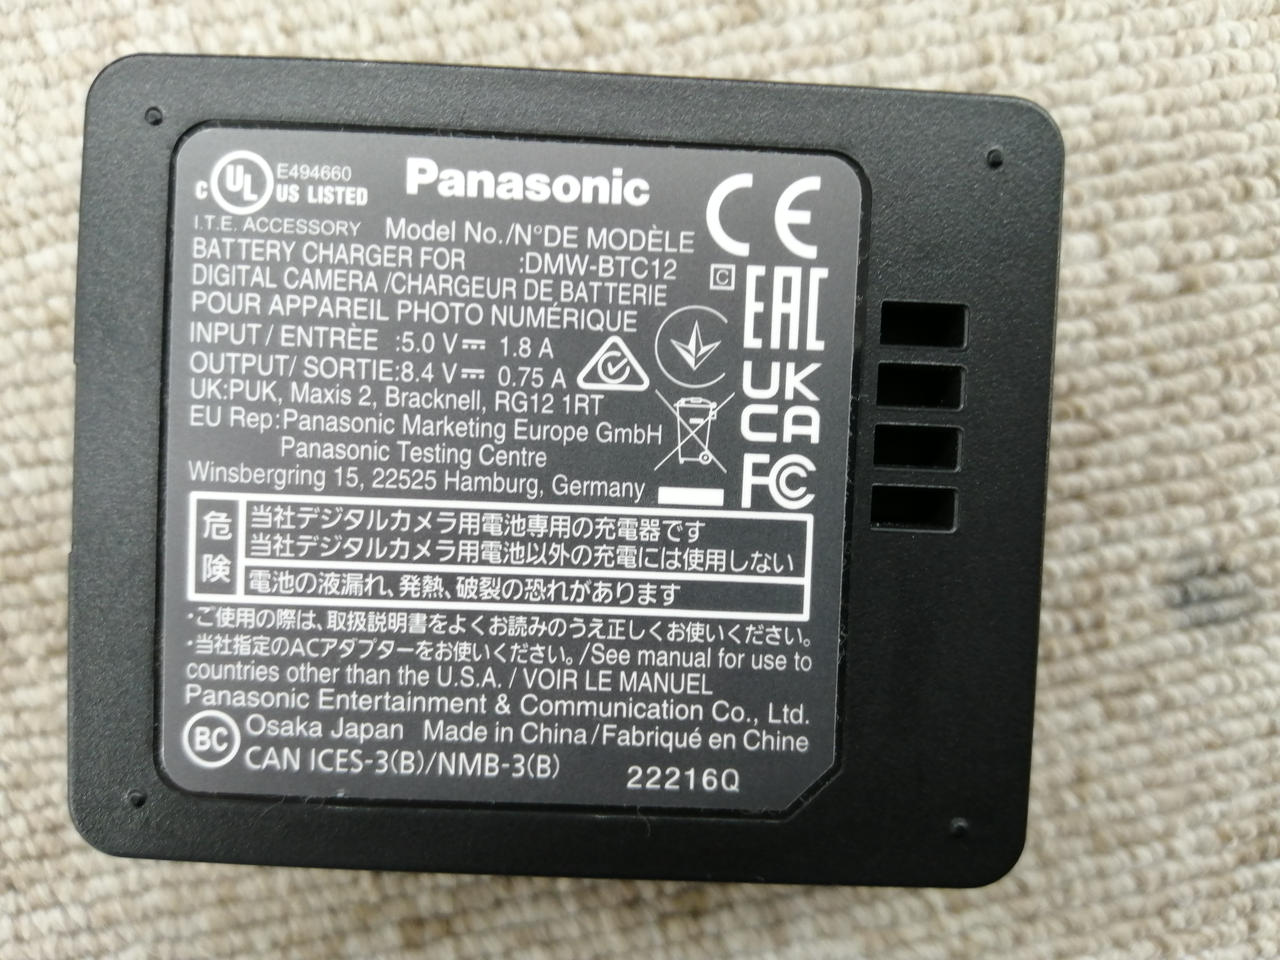 E494660
C UL US LISTED
Panasonic
CE
I.T.E. ACCESSORY
Model No./N°DE MODÈLE
BATTERY CHARGER FOR :DMW-BTC12
C
DIGITAL CAMERA /CHARGEUR DE BATTERIE
POUR APPAREIL PHOTO NUMÉRIQUE
EAC
INPUT / ENTRÈE :5.0 V 1.8 A
OUTPUT/ SORTIE:8.4 V 0.75 A
UK
CA
UK:PUK, Maxis 2, Bracknell, RG12 1RT
EU Rep:Panasonic Marketing Europe GmbH
Panasonic Testing Centre
Winsbergring 15, 22525 Hamburg, Germany
FC
危険
当社デジタルカメラ用電池専用の充電器です
当社デジタルカメラ用電池以外の充電には使用しない
電池の液漏れ、発熱、破裂の恐れがあります
・ご使用の際は、取扱説明書をよくお読みのうえ正しくお使いください。
・当社指定のACアダプターをお使いください。/See manual for use to
countries other than the U.S.A. / VOIR LE MANUEL
Panasonic Entertainment & Communication Co., Ltd.
BC
Osaka Japan Made in China /Fabriqué en Chine
CAN ICES-3(B)/NMB-3(B)
22216Q